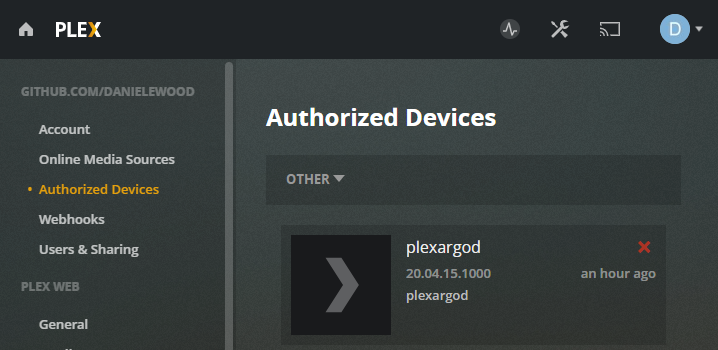 PLEX
D
GITHUB.COM/DANIELEWOOD
Account
Online Media Sources
Authorized Devices
Webhooks
Users & Sharing
PLEX WEB
General
Authorized Devices
OTHER
plexargod
20.04.15.1000
an hour ago
plexargod